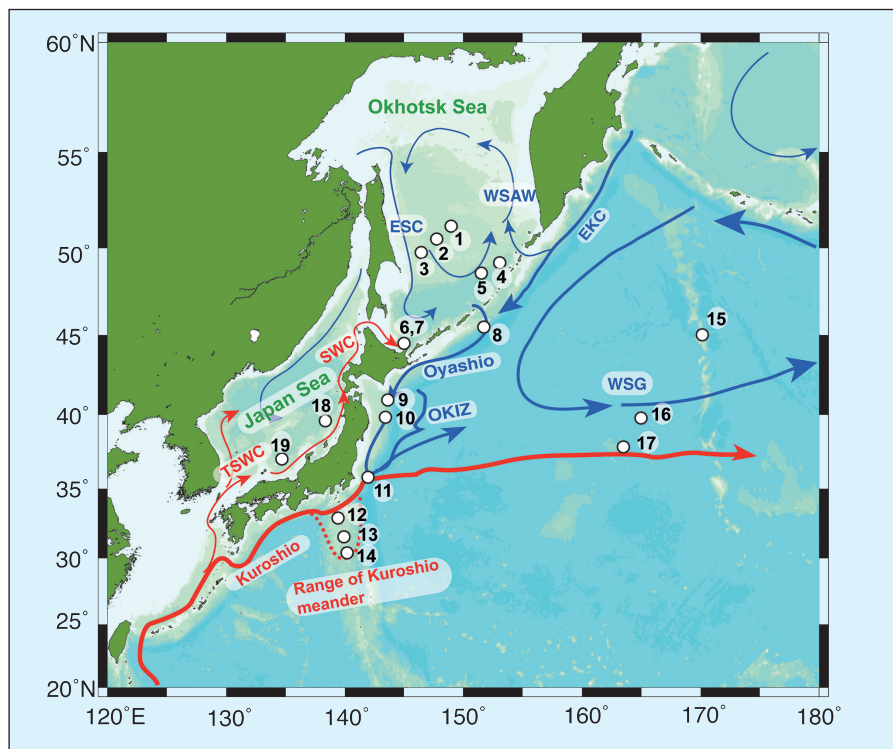 60°N
Okhotsk Sea
55°
WSAW
ESC
1
2
3
EKC
50°
4
5
15
6,7
8
45°
SWC
Oyashio
WSG
Japan Sea
18
9
40°
10
OKIZ
16
17
19
TSWC
11
35°
12
13
14
30°
Kuroshio
Range of Kuroshio
meander
25°
20°N
120°E
130°
140°
150°
160°
170°
180°